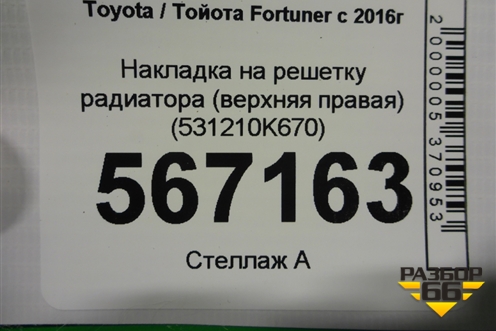 Toyota / Тойота Fortuner с 2016г
Накладка на решетку
радиатора (верхняя правая)
(531210K670)
567163
Стеллаж А
2000005370953
РАЗБОР
66